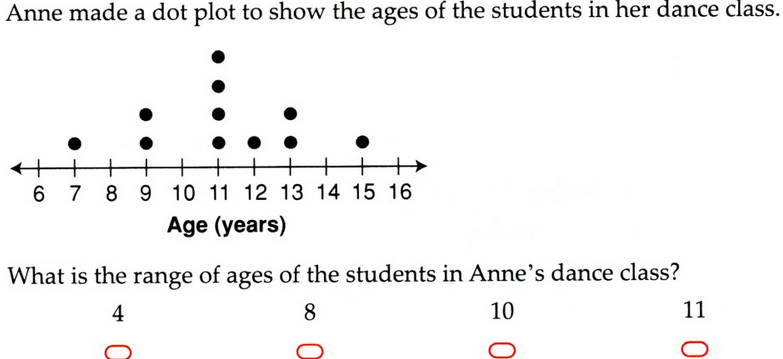 Anne made a dot plot to show the ages of the students in her dance class.
6 7 8 9 10 11 12 13 14 15 16
Age (years)
What is the range of ages of the students in Anne's dance class?
4 8 10 11